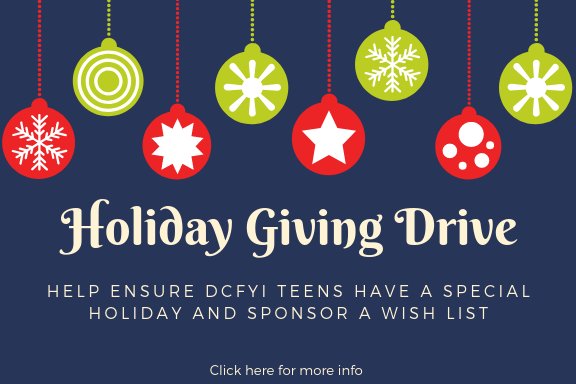 Holiday Giving Drive
HELP ENSURE DCFYI TEENS HAVE A SPECIAL
HOLIDAY AND SPONSOR A WISH LIST
Click here for more info